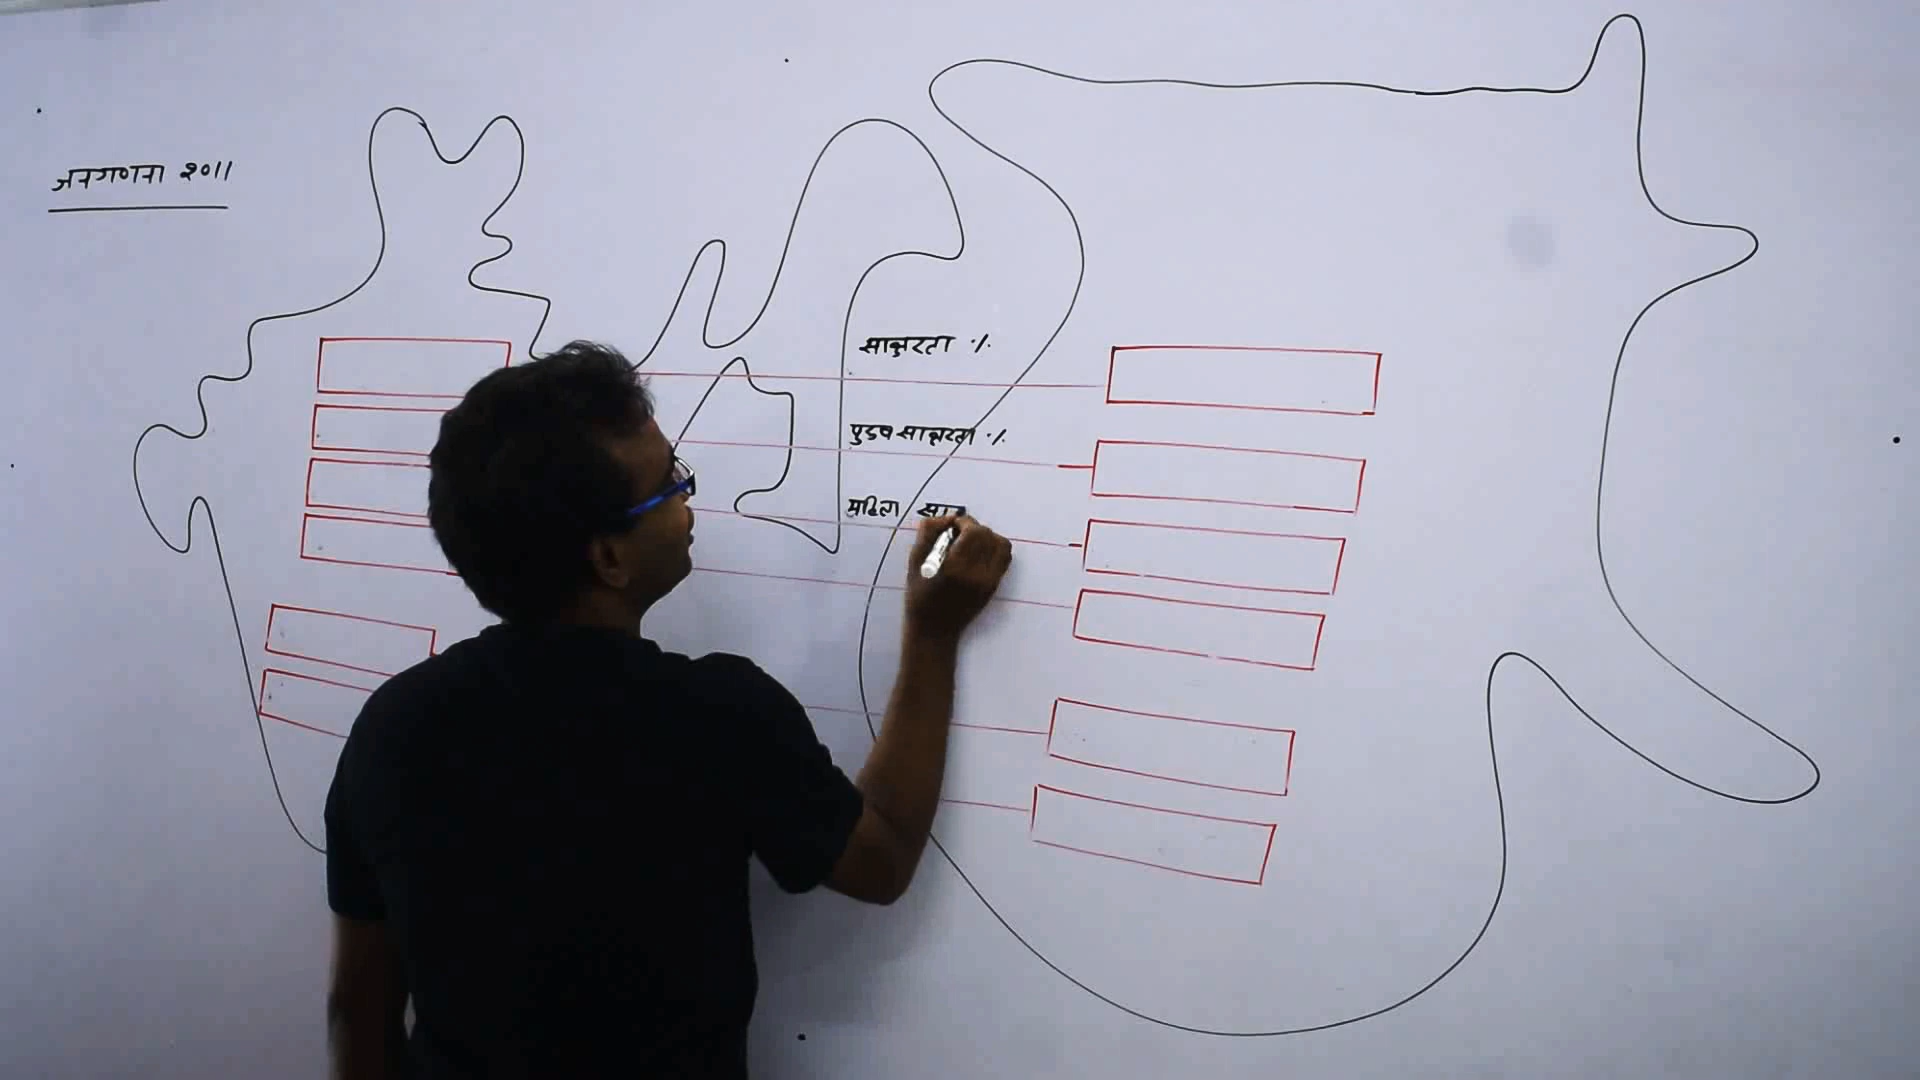 जनगणना २०११
साक्षरता ٪
पुरुष साक्षरता ٪
महिला सा